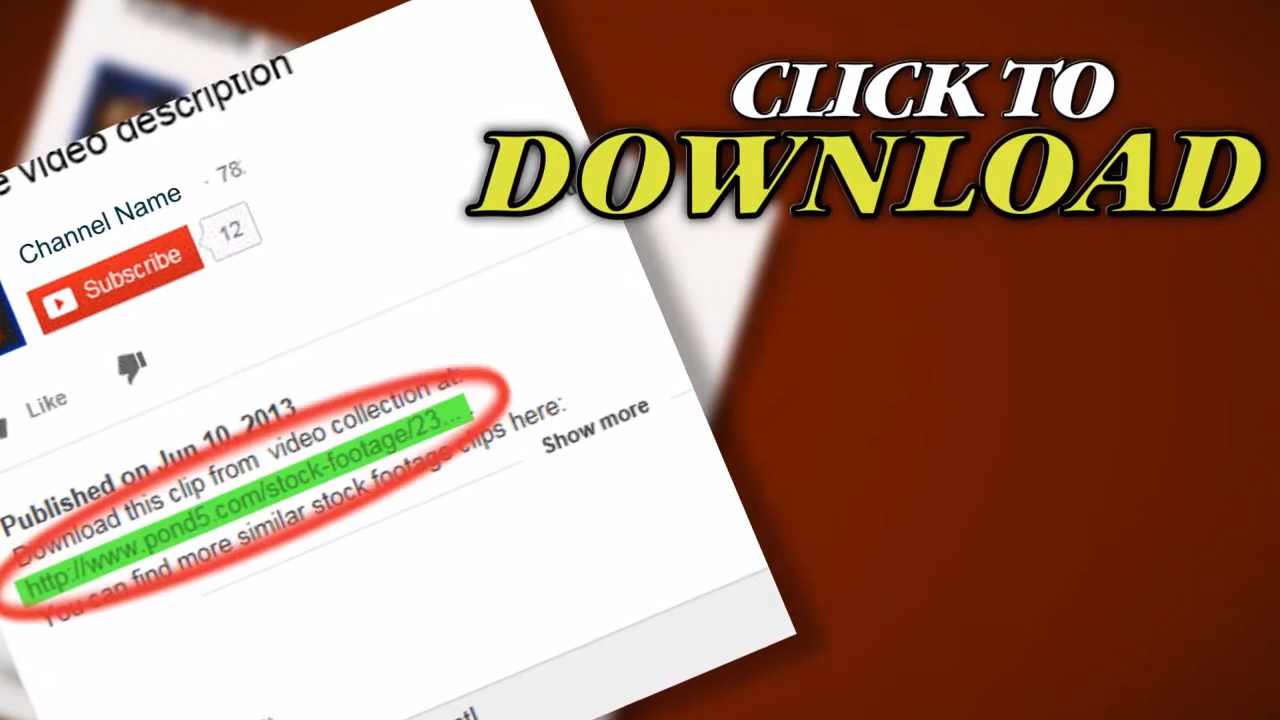 CLICK TO
DOWNLOAD
video description
Channel Name
78
Subscribe
12
Like
Published on Jun 10, 2013
Download this clip from video collection at:
http://www.pond5.com/stock-footage/23...
You can find more similar stock footage clips here:
Show more